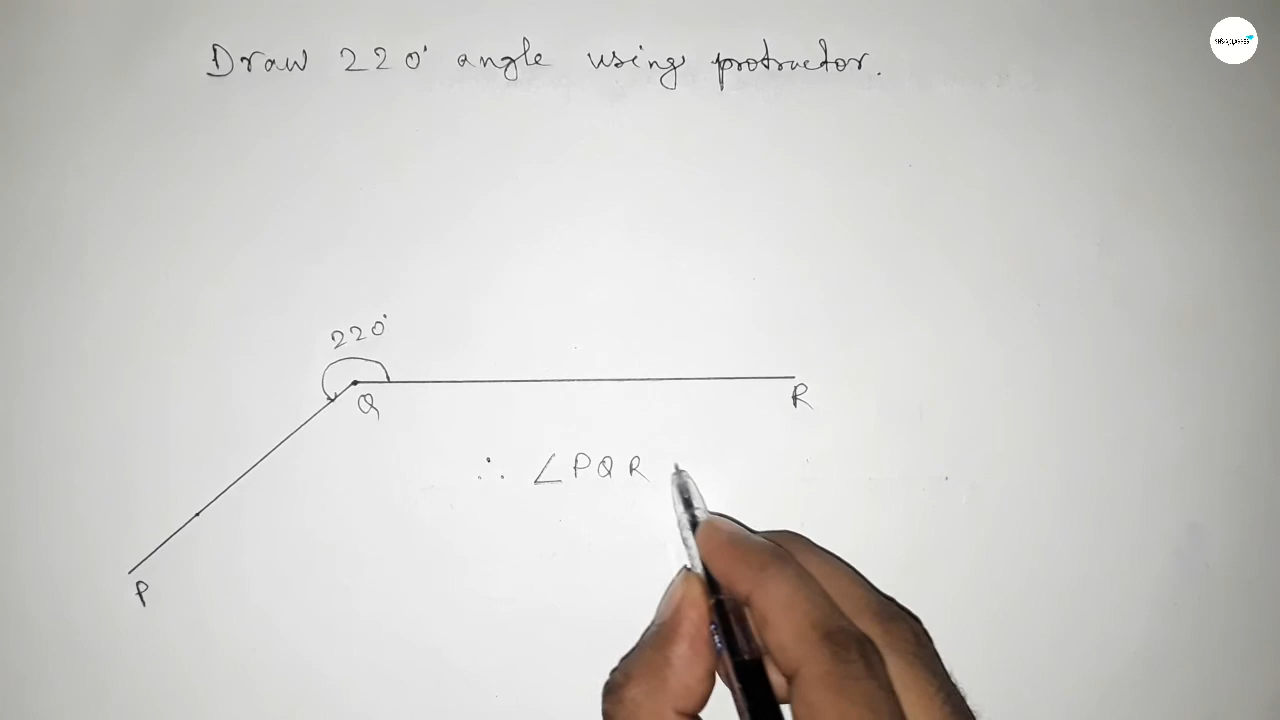 Draw 220° angle using protractor.
220°
Q
R
∴ ∠PQR
P